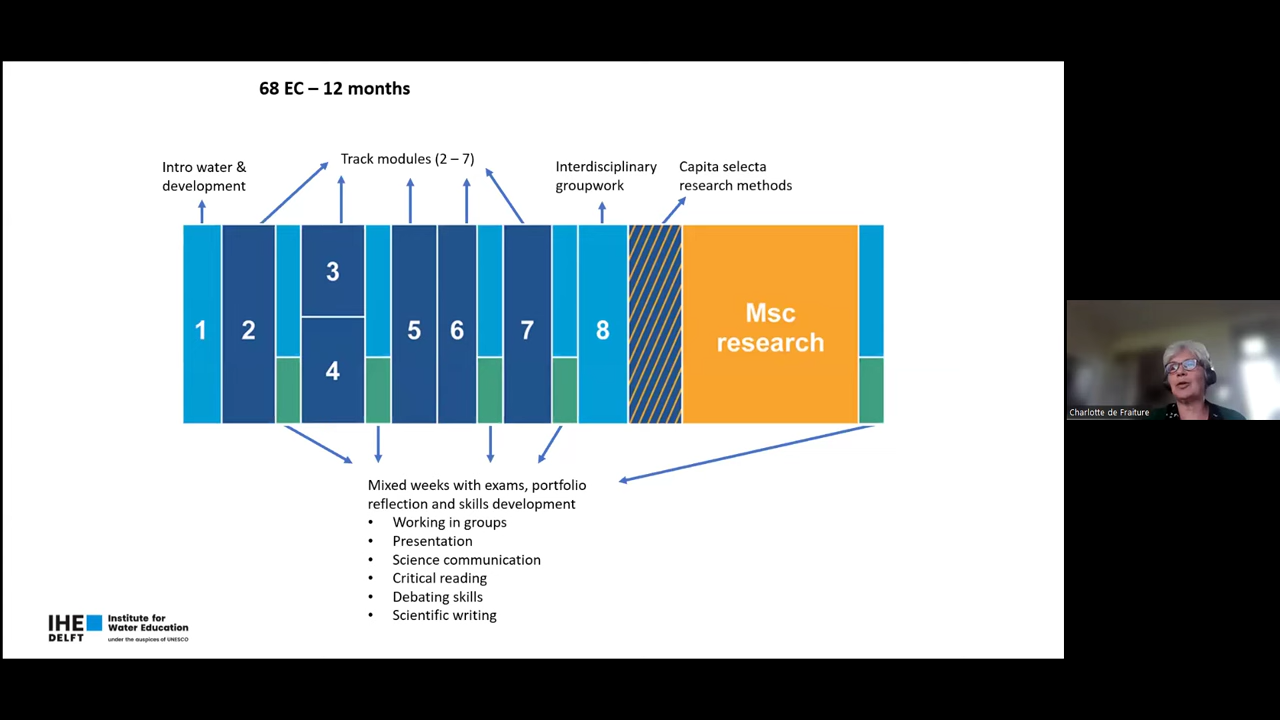 68 EC – 12 months
Intro water &
development
Track modules (2 – 7)
Interdisciplinary
groupwork
Capita selecta
research methods
1
2
3
4
5
6
7
8
Msc
research
Mixed weeks with exams, portfolio
reflection and skills development
• Working in groups
• Presentation
• Science communication
• Critical reading
• Debating skills
• Scientific writing
IHE
DELFT
Institute for
Water Education
under the auspices of UNESCO
Charlotte de Fraiture